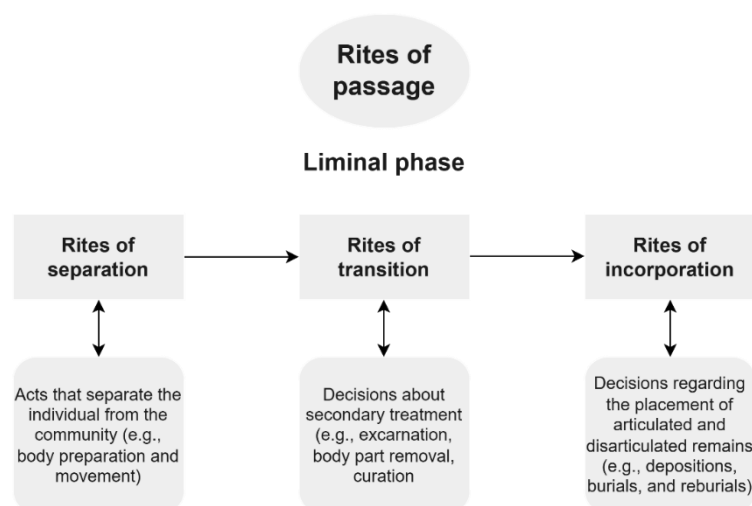 Rites of
passage
Liminal phase
Rites of
separation
Rites of
transition
Rites of
incorporation
Acts that separate the
individual from the
community (e.g.,
body preparation and
movement)
Decisions about
secondary treatment
(e.g., excarnation,
body part removal,
curation
Decisions regarding
the placement of
articulated and
disarticulated remains
(e.g., depositions,
burials, and reburials)